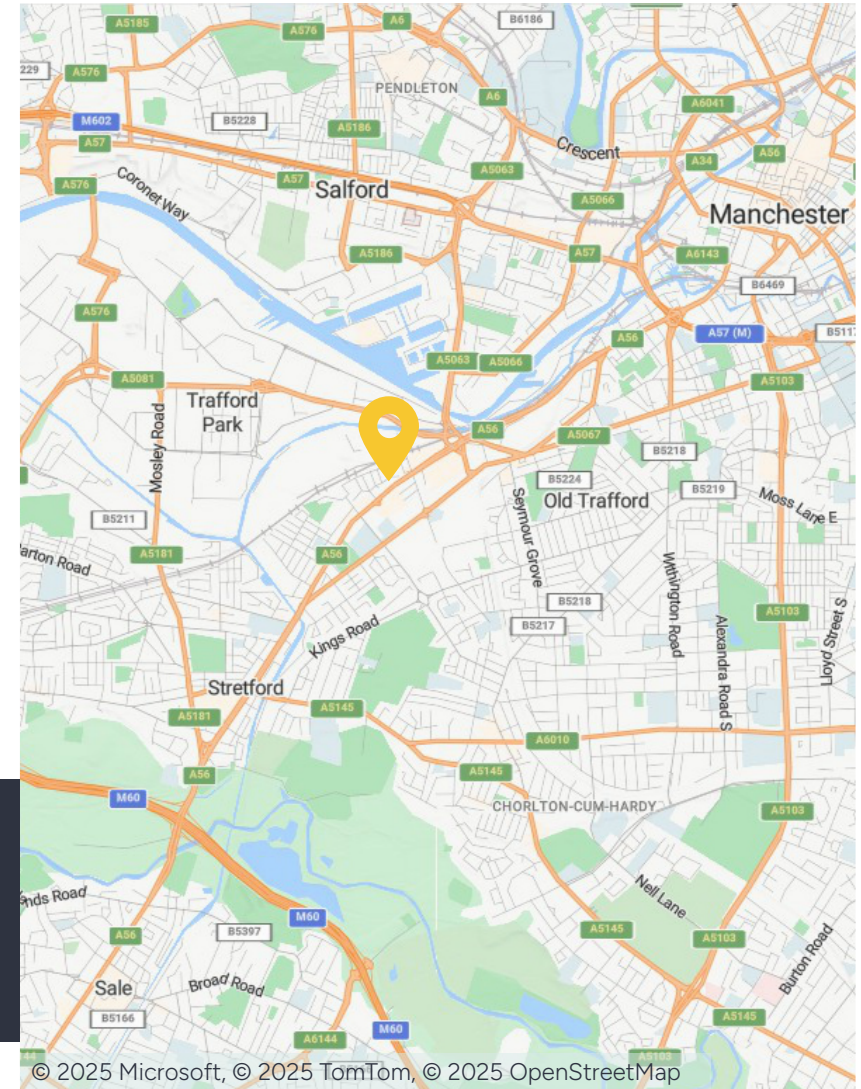 A5185
A576
A6
B6186
229
A576
PENDLETON
A6
A6041
M602
B5228
A5186
Crescent
A57
A34
A56
A576
Coronet Way
A57
Salford
A5063
A5066
Manchester
A5186
A57
A6143
B6469
A576
A57 (M)
B5117
A56
A5063
A5066
A5081
A5103
Trafford
Park
Mosley Road
A56
A5067
B5218
B5224
B5219
Old Trafford
Seymour Grove
Moss Lane E
B5211
A5181
A56
arton Road
Withington Road
B5218
A5103
B5217
Kings Road
Alexandra Road S
Lloyd Street S
Stretford
A5181
A5145
A6010
A56
A5145
M60
CHORLTON-CUM-HARDY
A5103
Nell Lane
nds Road
M60
A56
B5397
A5145
A5103
Burton Road
Sale
Broad Road
B5166
M60
A5145
A6144
44
A5103
© 2025 Microsoft, © 2025 TomTom, © 2025 OpenStreetMap